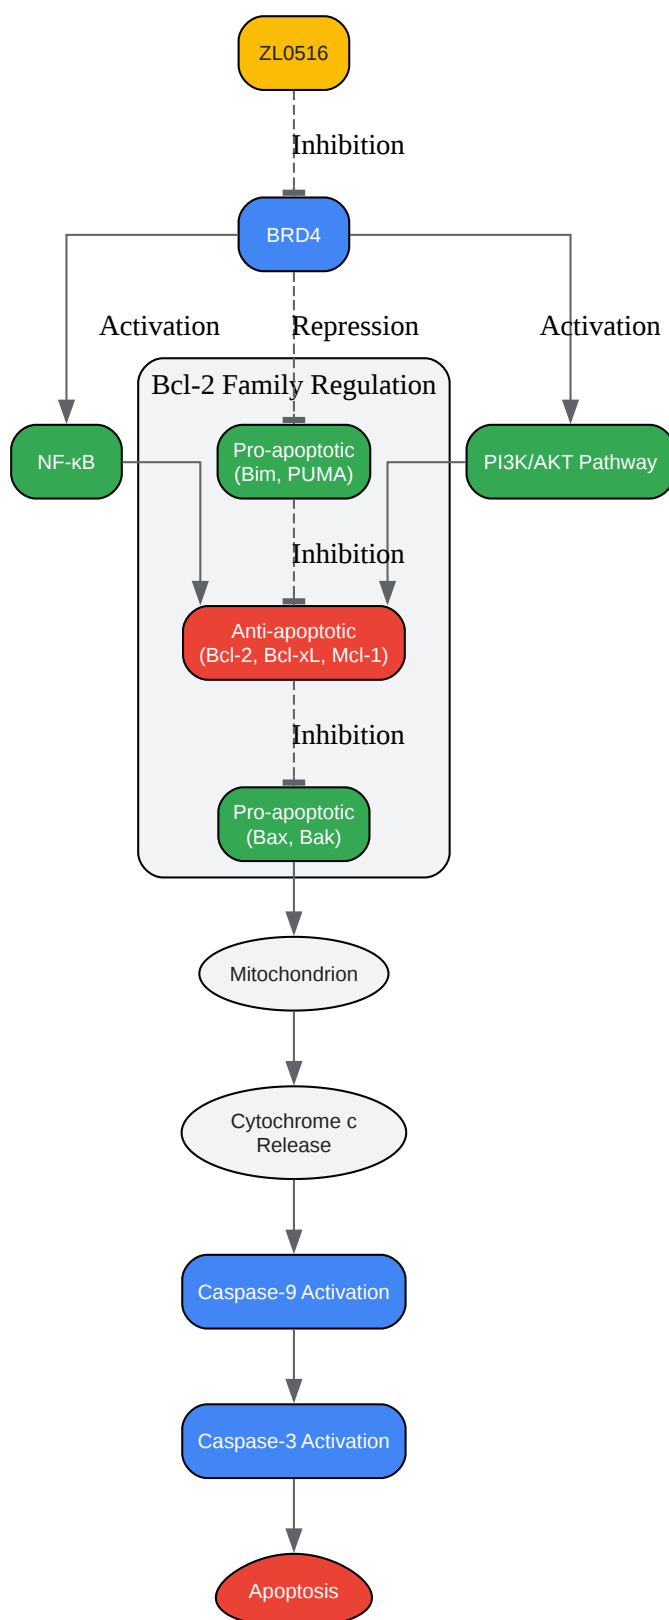 ZL0516
Inhibition
BRD4
Activation
Repression
Activation
Bcl-2 Family Regulation
NF-κB
Pro-apoptotic
(Bim, PUMA)
PI3K/AKT Pathway
Inhibition
Anti-apoptotic
(Bcl-2, Bcl-xL, Mcl-1)
Inhibition
Pro-apoptotic
(Bax, Bak)
Mitochondrion
Cytochrome c
Release
Caspase-9 Activation
Caspase-3 Activation
Apoptosis